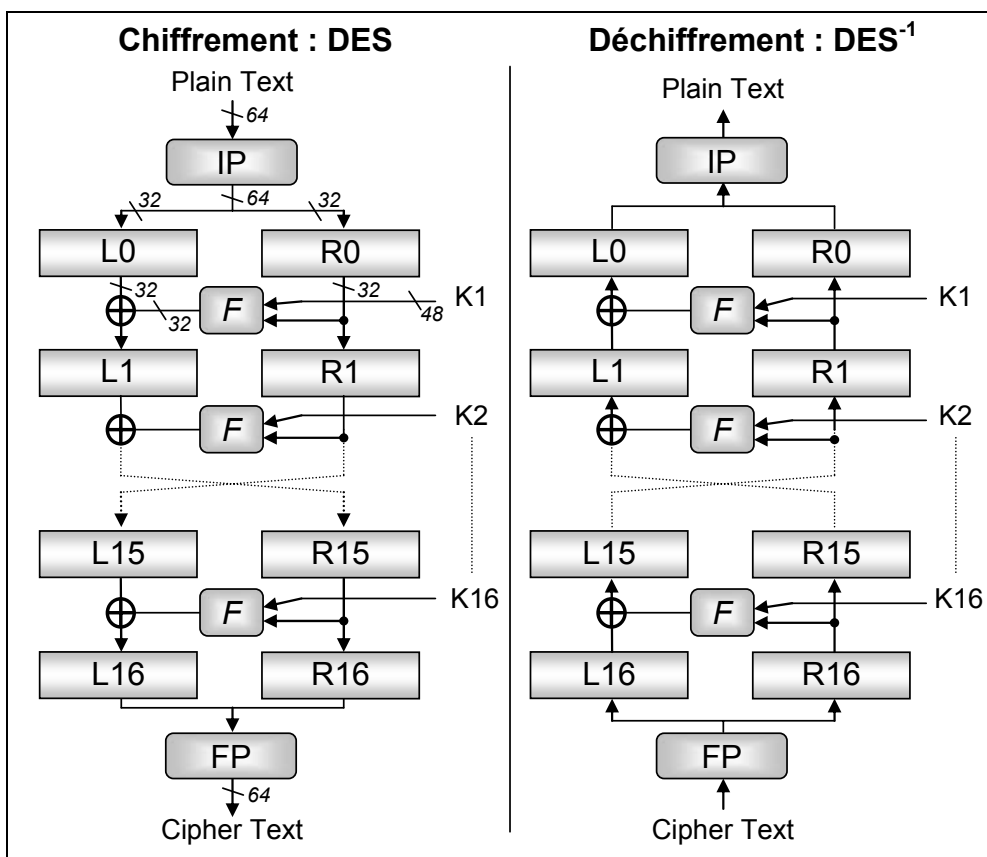 Chiffrement : DES
Plain Text
64
IP
32
64
32
L0
R0
32
32
K1
F
32
48
L1
R1
K2
F
L15
R15
K16
F
L16
R16
FP
64
Cipher Text
Déchiffrement : DES-1
Plain Text
IP
L0
R0
K1
F
L1
R1
K2
F
L15
R15
K16
F
L16
R16
FP
Cipher Text